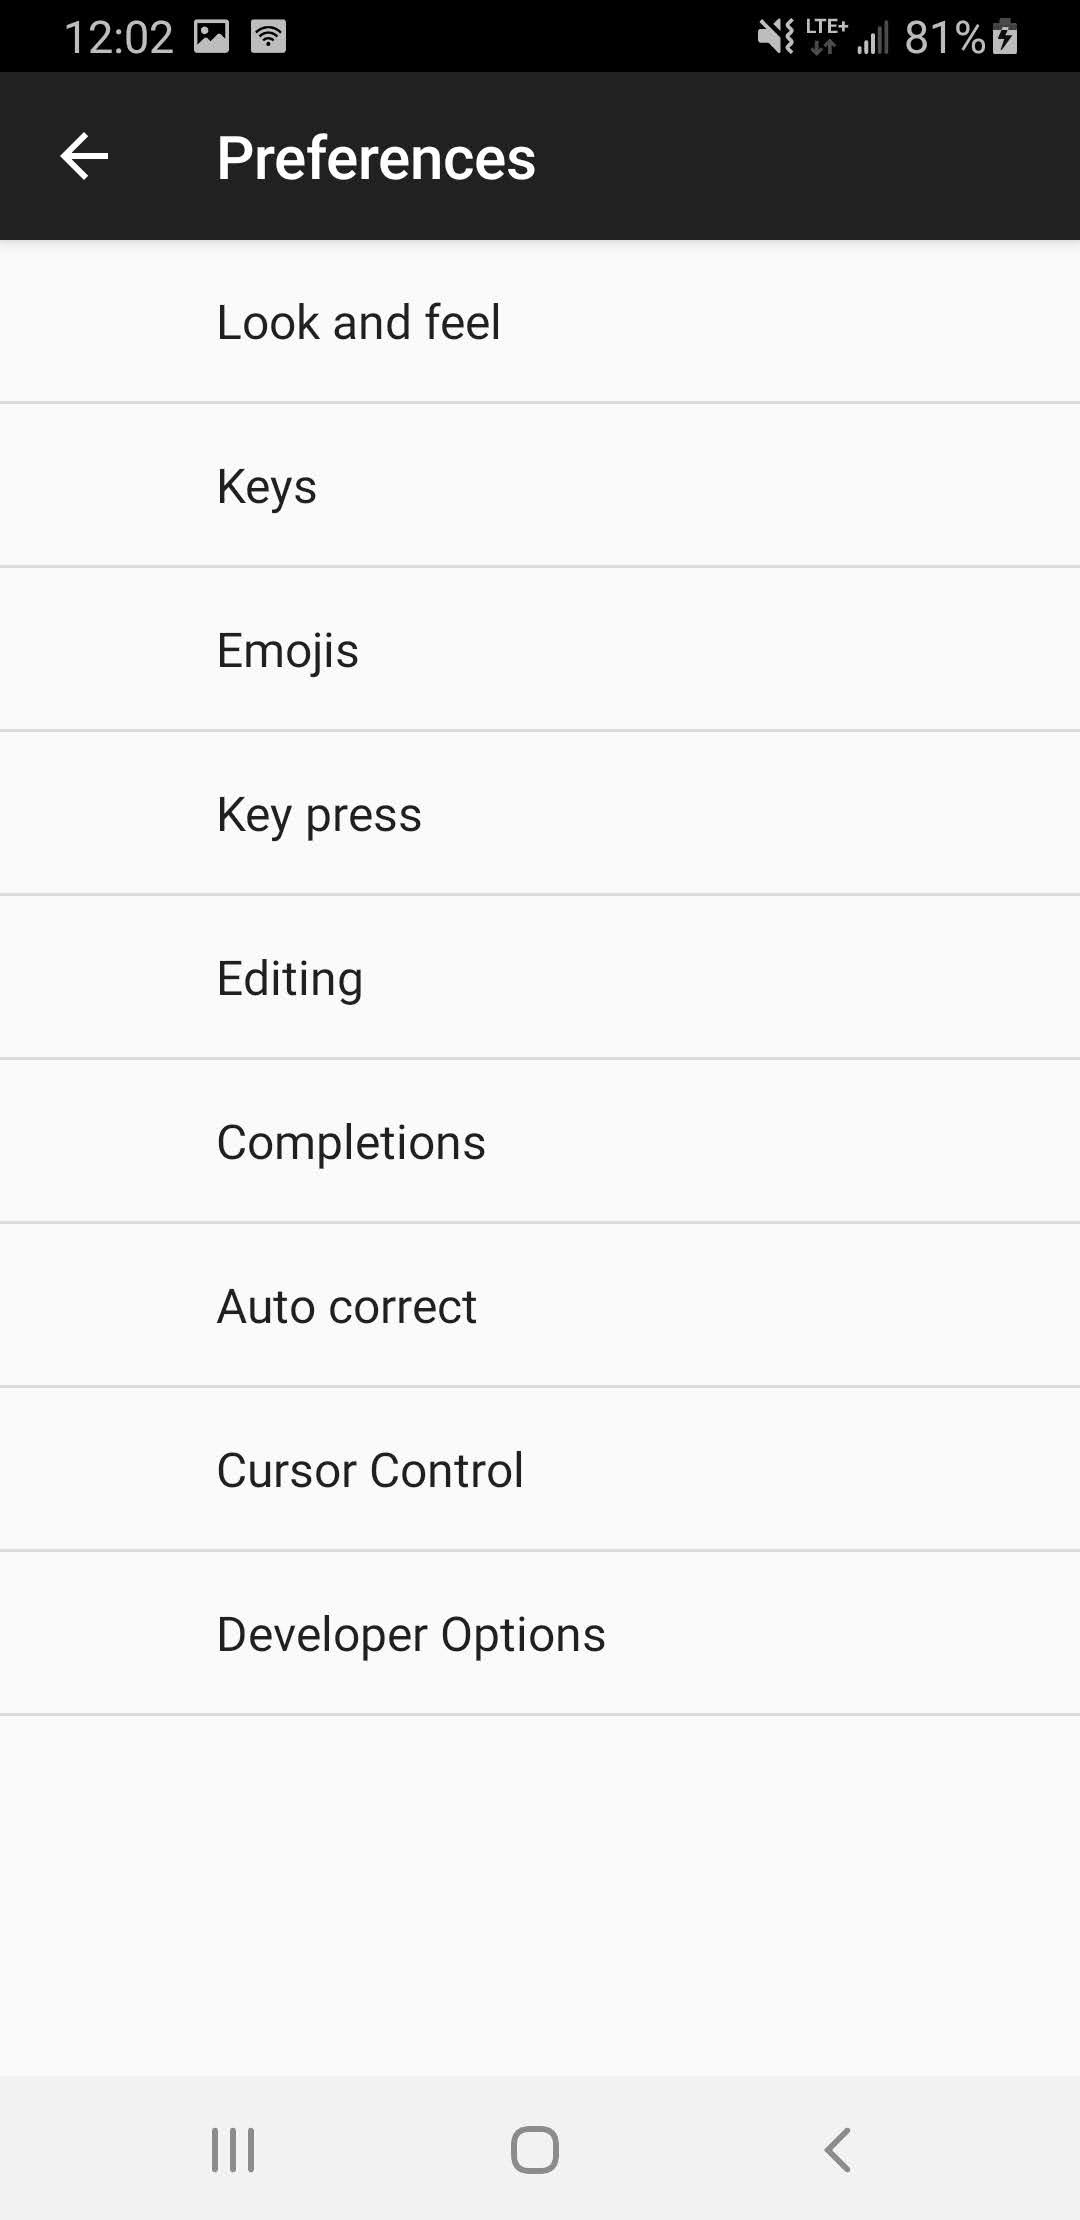 12:02 LTE+ 81%
Preferences
Look and feel
Keys
Emojis
Key press
Editing
Completions
Auto correct
Cursor Control
Developer Options